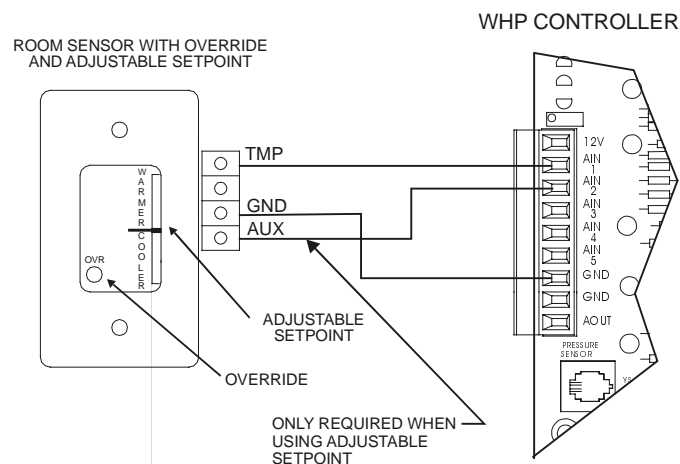 WHP CONTROLLER
ROOM SENSOR WITH OVERRIDE
AND ADJUSTABLE SETPOINT
TMP
GND
AUX
WARMER COOLER
OVR
12V
AIN
1
AIN
2
AIN
3
AIN
4
AIN
5
GND
GND
AOUT
PRESSURE
SENSOR
ADJUSTABLE
SETPOINT
OVERRIDE
ONLY REQUIRED WHEN
USING ADJUSTABLE
SETPOINT